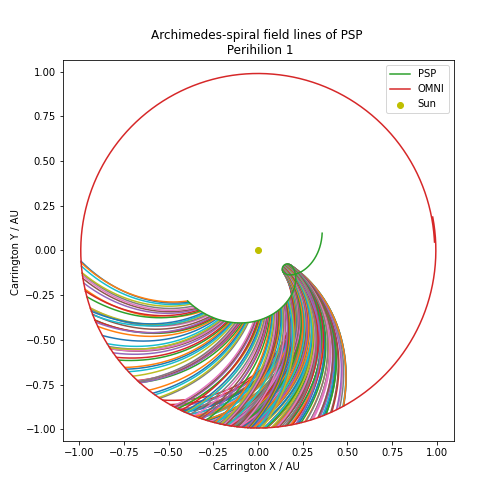 Archimedes-spiral field lines of PSP
Perihilion 1
PSP
OMNI
Sun
1.00
0.75
0.50
0.25
0.00
−0.25
−0.50
−0.75
−1.00
Carrington Y / AU
−1.00 −0.75 −0.50 −0.25 0.00 0.25 0.50 0.75 1.00
Carrington X / AU